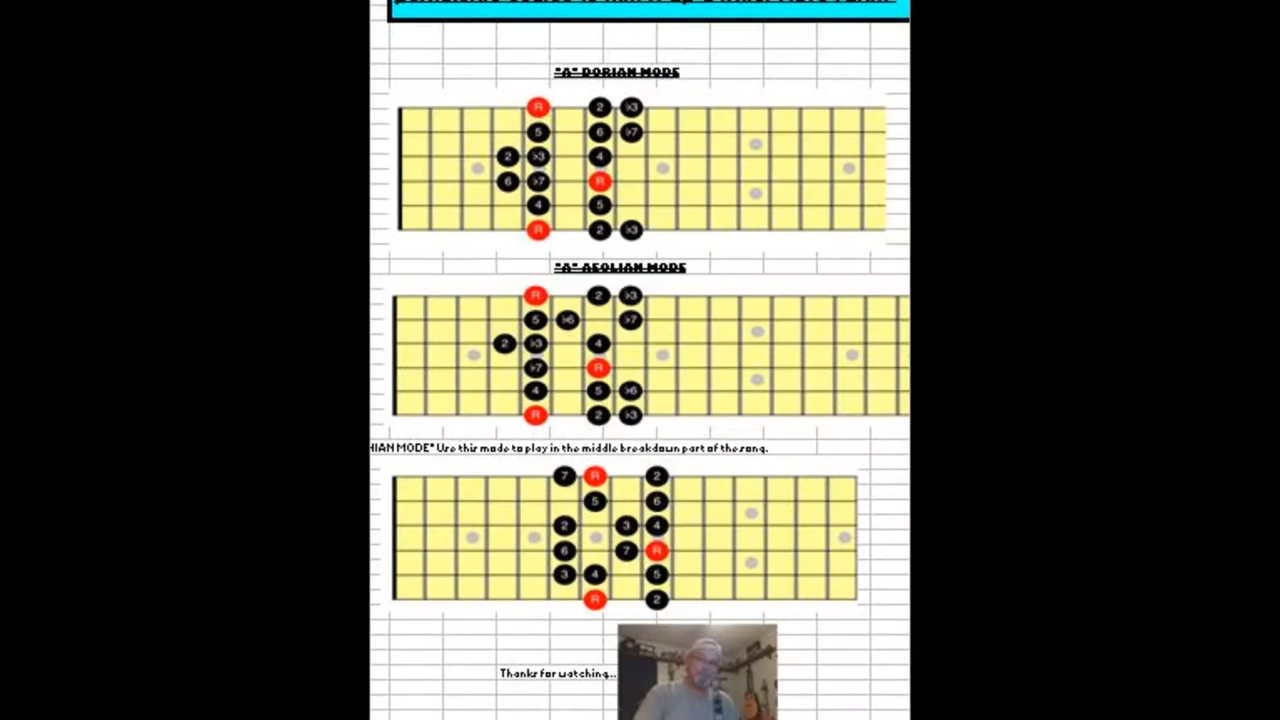 "A" DORIAN MODE
R 2 ♭3
5 6 ♭7
2 ♭3 4
6 ♭7 R
4 5
R 2 ♭3
"A" AEOLIAN MODE
R 2 ♭3
5 ♭6 ♭7
2 ♭3 4
♭7 R
4 5 ♭6
R 2 ♭3
HIAN MODE" Use this mode to play in the middle breakdown part of the song.
7 R 2
5 6
2 3 4
6 7 R
3 4 5
R 2
Thanks for watching...